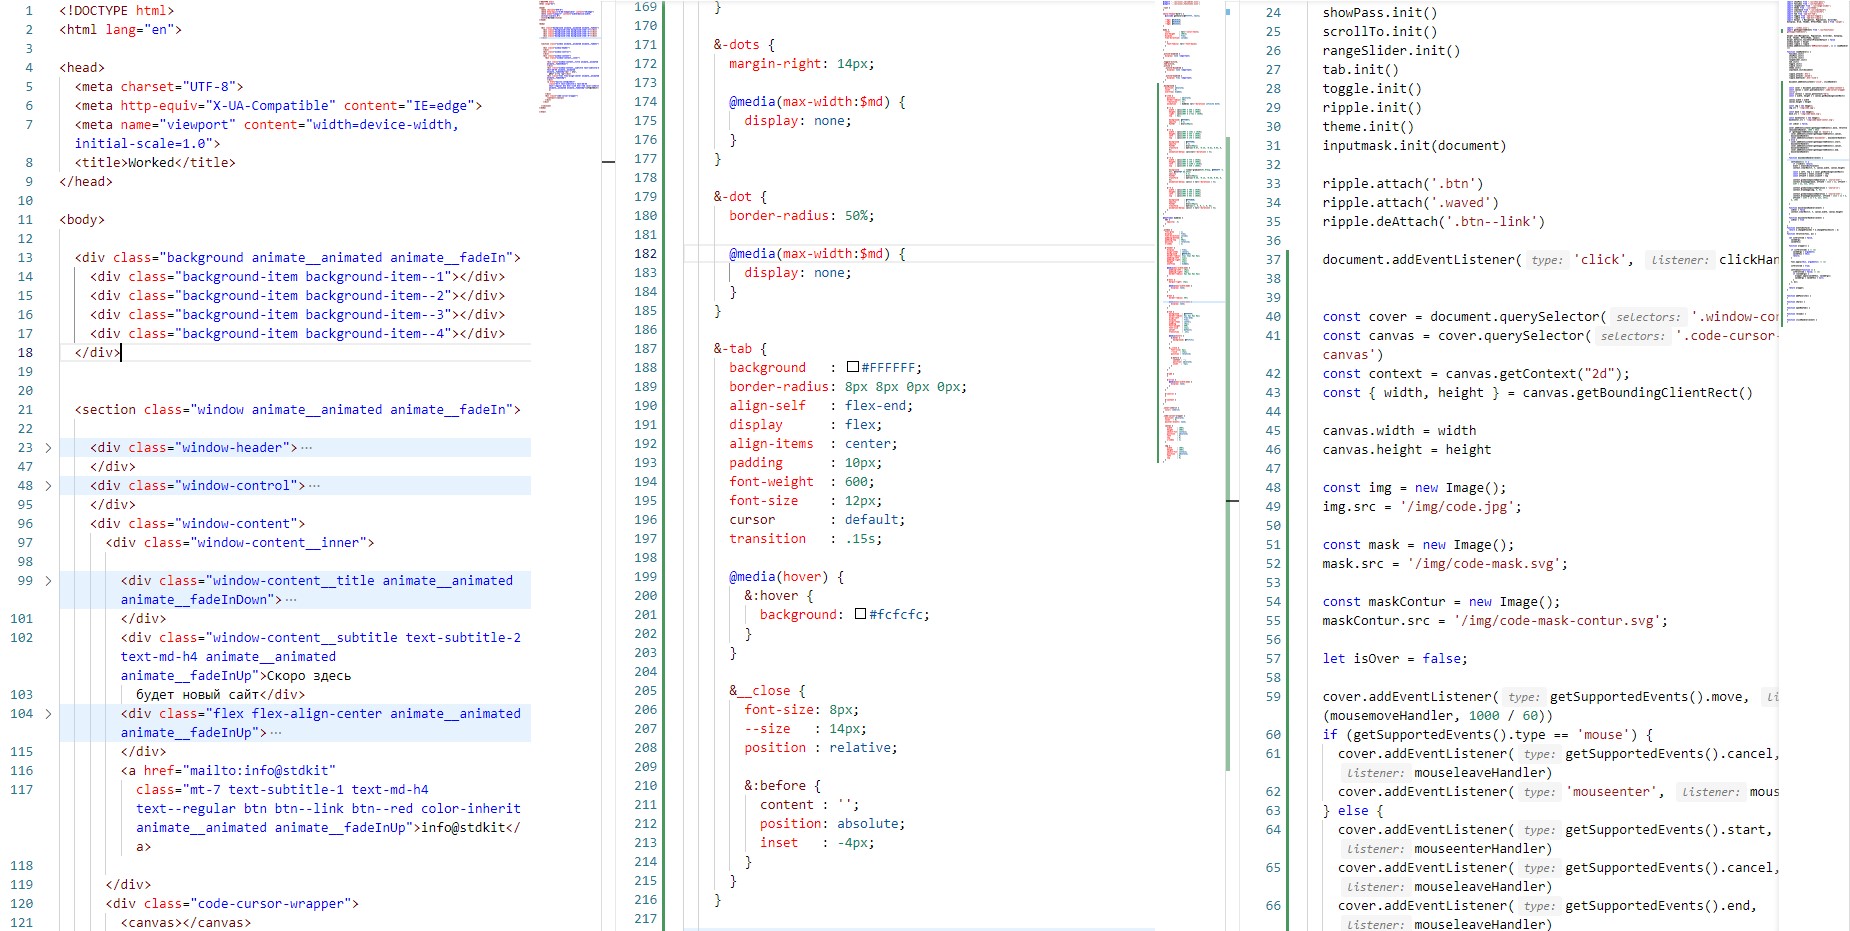 1 <!DOCTYPE html>
2 <html lang="en">
3
4 <head>
5 <meta charset="UTF-8">
6 <meta http-equiv="X-UA-Compatible" content="IE=edge">
7 <meta name="viewport" content="width=device-width,
initial-scale=1.0">
8 <title>Worked</title>
9 </head>
10
11 <body>
12
13 <div class="background animate__animated animate__fadeIn">
14 <div class="background-item background-item--1"></div>
15 <div class="background-item background-item--2"></div>
16 <div class="background-item background-item--3"></div>
17 <div class="background-item background-item--4"></div>
18 </div>
19
20
21 <section class="window animate__animated animate__fadeIn">
22
23 <div class="window-header">…
47 </div>
48 <div class="window-control">…
95 </div>
96 <div class="window-content">
97 <div class="window-content__inner">
98
99 <div class="window-content__title animate__animated
animate__fadeInDown">…
101 </div>
102 <div class="window-content__subtitle text-subtitle-2
text-md-h4 animate__animated
animate__fadeInUp">Скоро здесь
103 будет новый сайт</div>
104 <div class="flex flex-align-center animate__animated
animate__fadeInUp">…
115 </div>
116 <a href="mailto:info@stdkit"
117 class="mt-7 text-subtitle-1 text-md-h4
text--regular btn btn--link btn--red color-inherit
animate__animated animate__fadeInUp">info@stdkit</
a>
118
119 </div>
120 <div class="code-cursor-wrapper">
121 <canvas></canvas>
169 }
170
171 &-dots {
172 margin-right: 14px;
173
174 @media(max-width:$md) {
175 display: none;
176 }
177 }
178
179 &-dot {
180 border-radius: 50%;
181
182 @media(max-width:$md) {
183 display: none;
184 }
185 }
186
187 &-tab {
188 background : #FFFFFF;
189 border-radius: 8px 8px 0px 0px;
190 align-self : flex-end;
191 display : flex;
192 align-items : center;
193 padding : 10px;
194 font-weight : 600;
195 font-size : 12px;
196 cursor : default;
197 transition : .15s;
198
199 @media(hover) {
200 &:hover {
201 background: #fcfcfc;
202 }
203 }
204
205 &__close {
206 font-size: 8px;
207 --size : 14px;
208 position : relative;
209
210 &:before {
211 content : '';
212 position: absolute;
213 inset : -4px;
214 }
215 }
216 }
217
24 showPass.init()
25 scrollTo.init()
26 rangeSlider.init()
27 tab.init()
28 toggle.init()
29 ripple.init()
30 theme.init()
31 inputmask.init(document)
32
33 ripple.attach('.btn')
34 ripple.attach('.waved')
35 ripple.deAttach('.btn--link')
36
37 document.addEventListener( type: 'click', listener: clickHan
38
39
40 const cover = document.querySelector( selectors: '.window-co
41 const canvas = cover.querySelector( selectors: '.code-cursor-
canvas')
42 const context = canvas.getContext("2d");
43 const { width, height } = canvas.getBoundingClientRect()
44
45 canvas.width = width
46 canvas.height = height
47
48 const img = new Image();
49 img.src = '/img/code.jpg';
50
51 const mask = new Image();
52 mask.src = '/img/code-mask.svg';
53
54 const maskContur = new Image();
55 maskContur.src = '/img/code-mask-contur.svg';
56
57 let isOver = false;
58
59 cover.addEventListener( type: getSupportedEvents().move, li
(mousemoveHandler, 1000 / 60))
60 if (getSupportedEvents().type == 'mouse') {
61 cover.addEventListener( type: getSupportedEvents().cancel,
listener: mouseleaveHandler)
62 cover.addEventListener( type: 'mouseenter', listener: mous
63 } else {
64 cover.addEventListener( type: getSupportedEvents().start,
listener: mouseenterHandler)
65 cover.addEventListener( type: getSupportedEvents().cancel,
listener: mouseleaveHandler)
66 cover.addEventListener( type: getSupportedEvents().end,
listener: mouseleaveHandler)